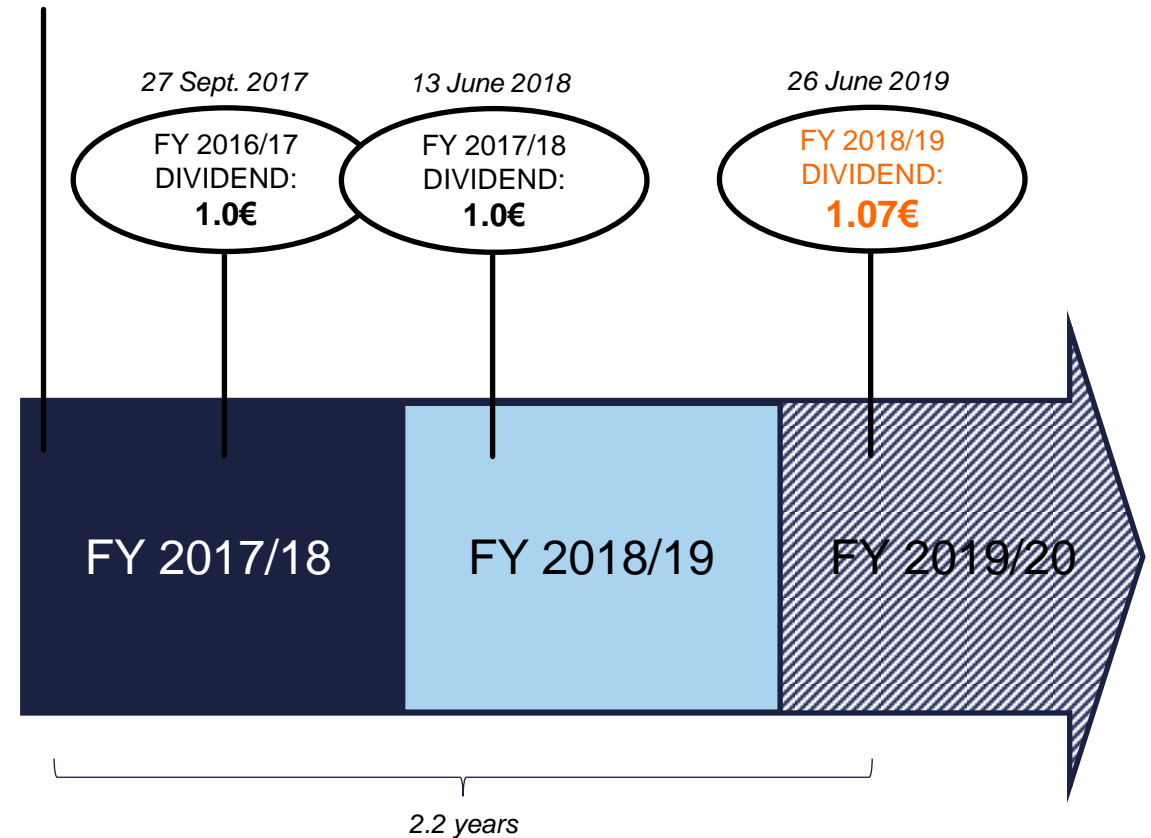 27 Sept. 2017
FY 2016/17
DIVIDEND:
1.0€
13 June 2018
FY 2017/18
DIVIDEND:
1.0€
26 June 2019
FY 2018/19
DIVIDEND:
1.07€
FY 2017/18
FY 2018/19
FY 2019/20
2.2 years